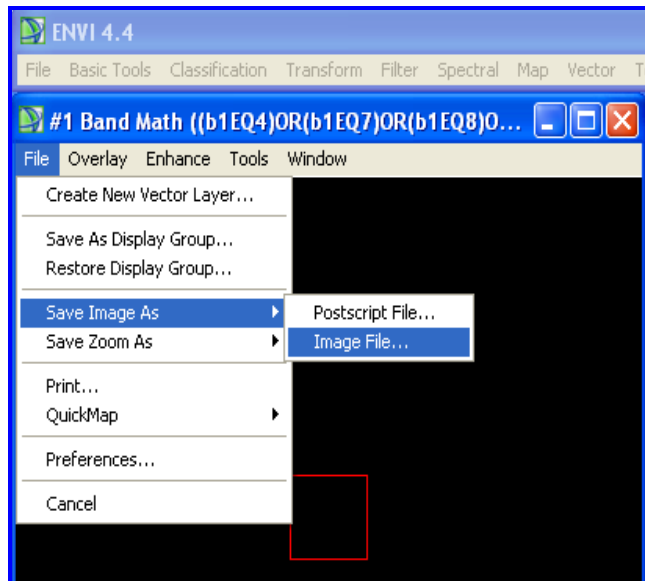 ENVI 4.4
File Basic Tools Classification Transform Filter Spectral Map Vector T
#1 Band Math ((b1EQ4)OR(b1EQ7)OR(b1EQ8)O...
File Overlay Enhance Tools Window
Create New Vector Layer...
Save As Display Group...
Restore Display Group...
Save Image As
Postscript File...
Save Zoom As
Image File...
Print...
QuickMap
Preferences...
Cancel